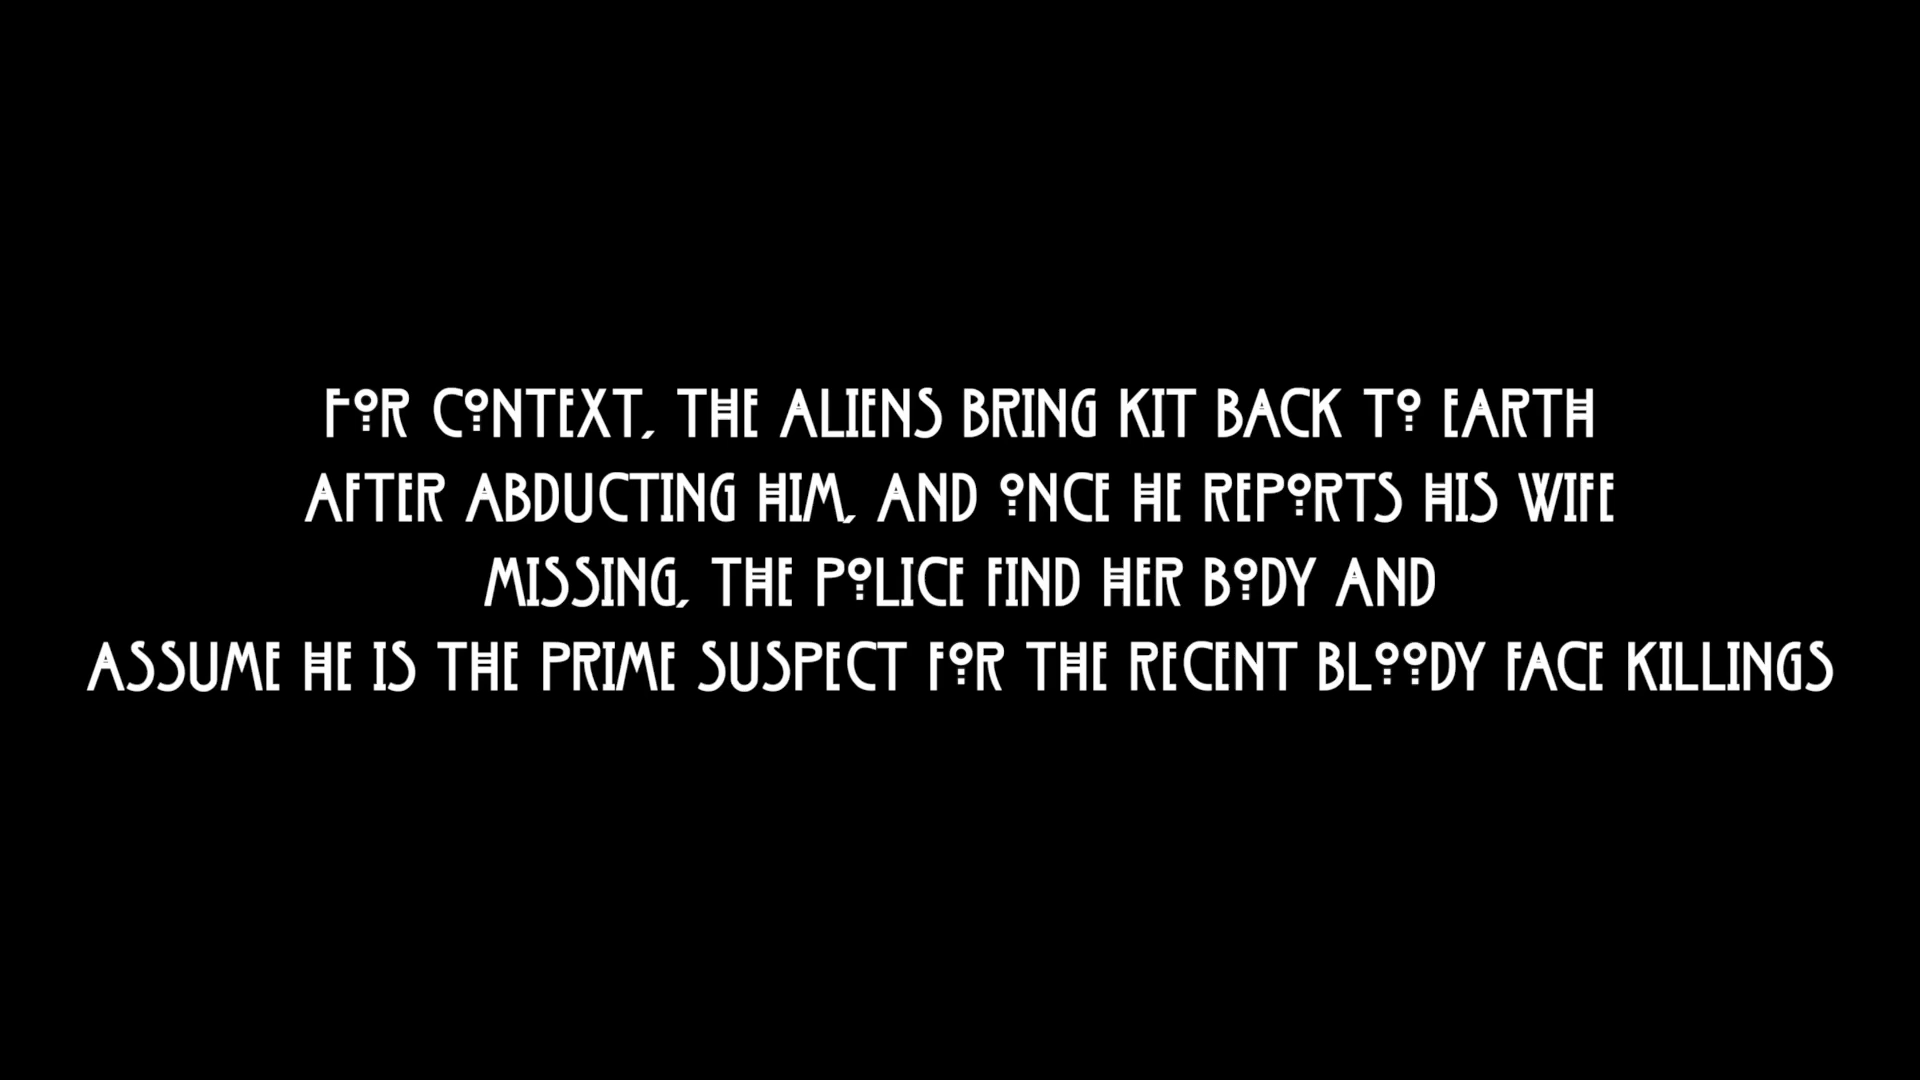 FOR CONTEXT, THE ALIENS BRING KIT BACK TO EARTH
AFTER ABDUCTING HIM, AND ONCE HE REPORTS HIS WIFE
MISSING, THE POLICE FIND HER BODY AND
ASSUME HE IS THE PRIME SUSPECT FOR THE RECENT BLOODY FACE KILLINGS